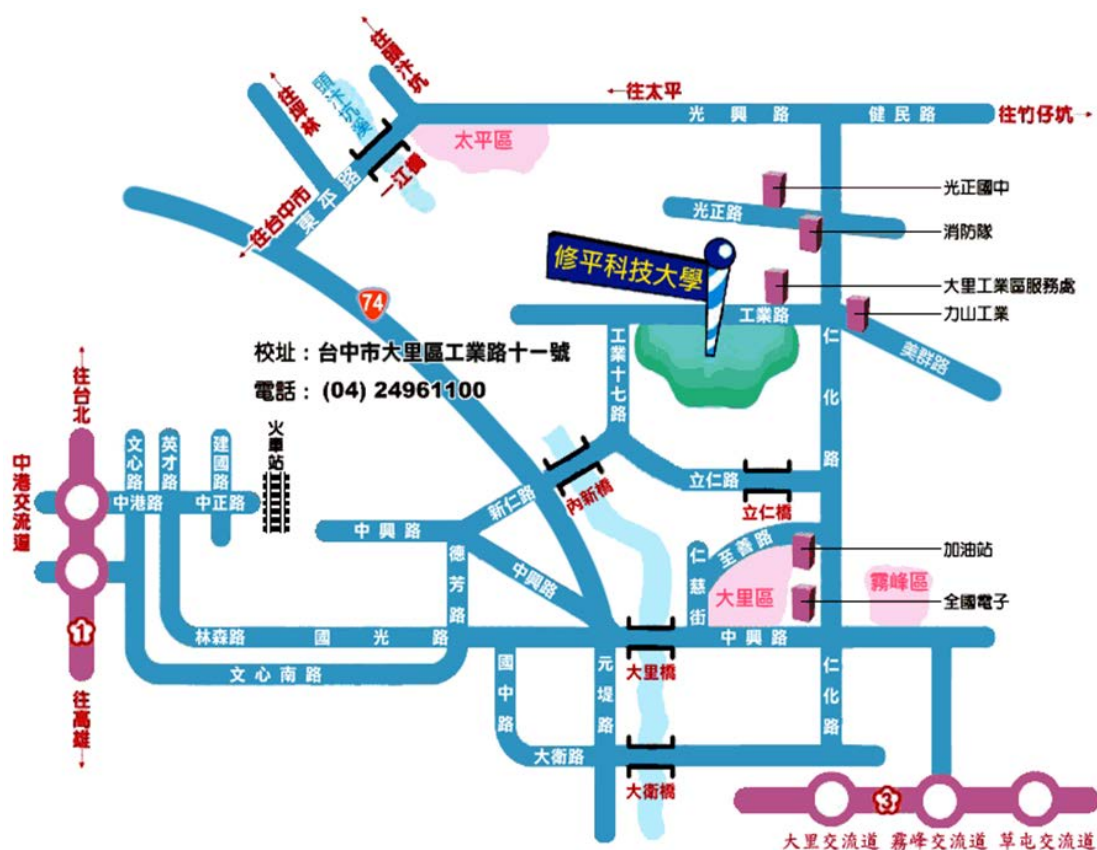 往頭汴坑
往坪林
頭汴坑溪
往太平
光興路
健民路
往竹仔坑
太平區
一江橋
東平路
往台中市
光正國中
光正路
消防隊
修平科技大學
大里工業區服務處
74
工業路
力山工業
校址：台中市大里區工業路十一號
電話： (04) 24961100
工業十七路
仁化路
美群路
往台北
中港交流道
文心路
英才路
建國路
火車站
中港路
中正路
新仁路
內新橋
立仁路
立仁橋
中興路
中興路
德芳路
仁慈街
至善路
加油站
大里區
霧峰區
全國電子
1
林森路
國光路
中興路
文心南路
往高雄
國中路
元堤路
大里橋
仁化路
大衛路
大衛橋
3
大里交流道
霧峰交流道
草屯交流道